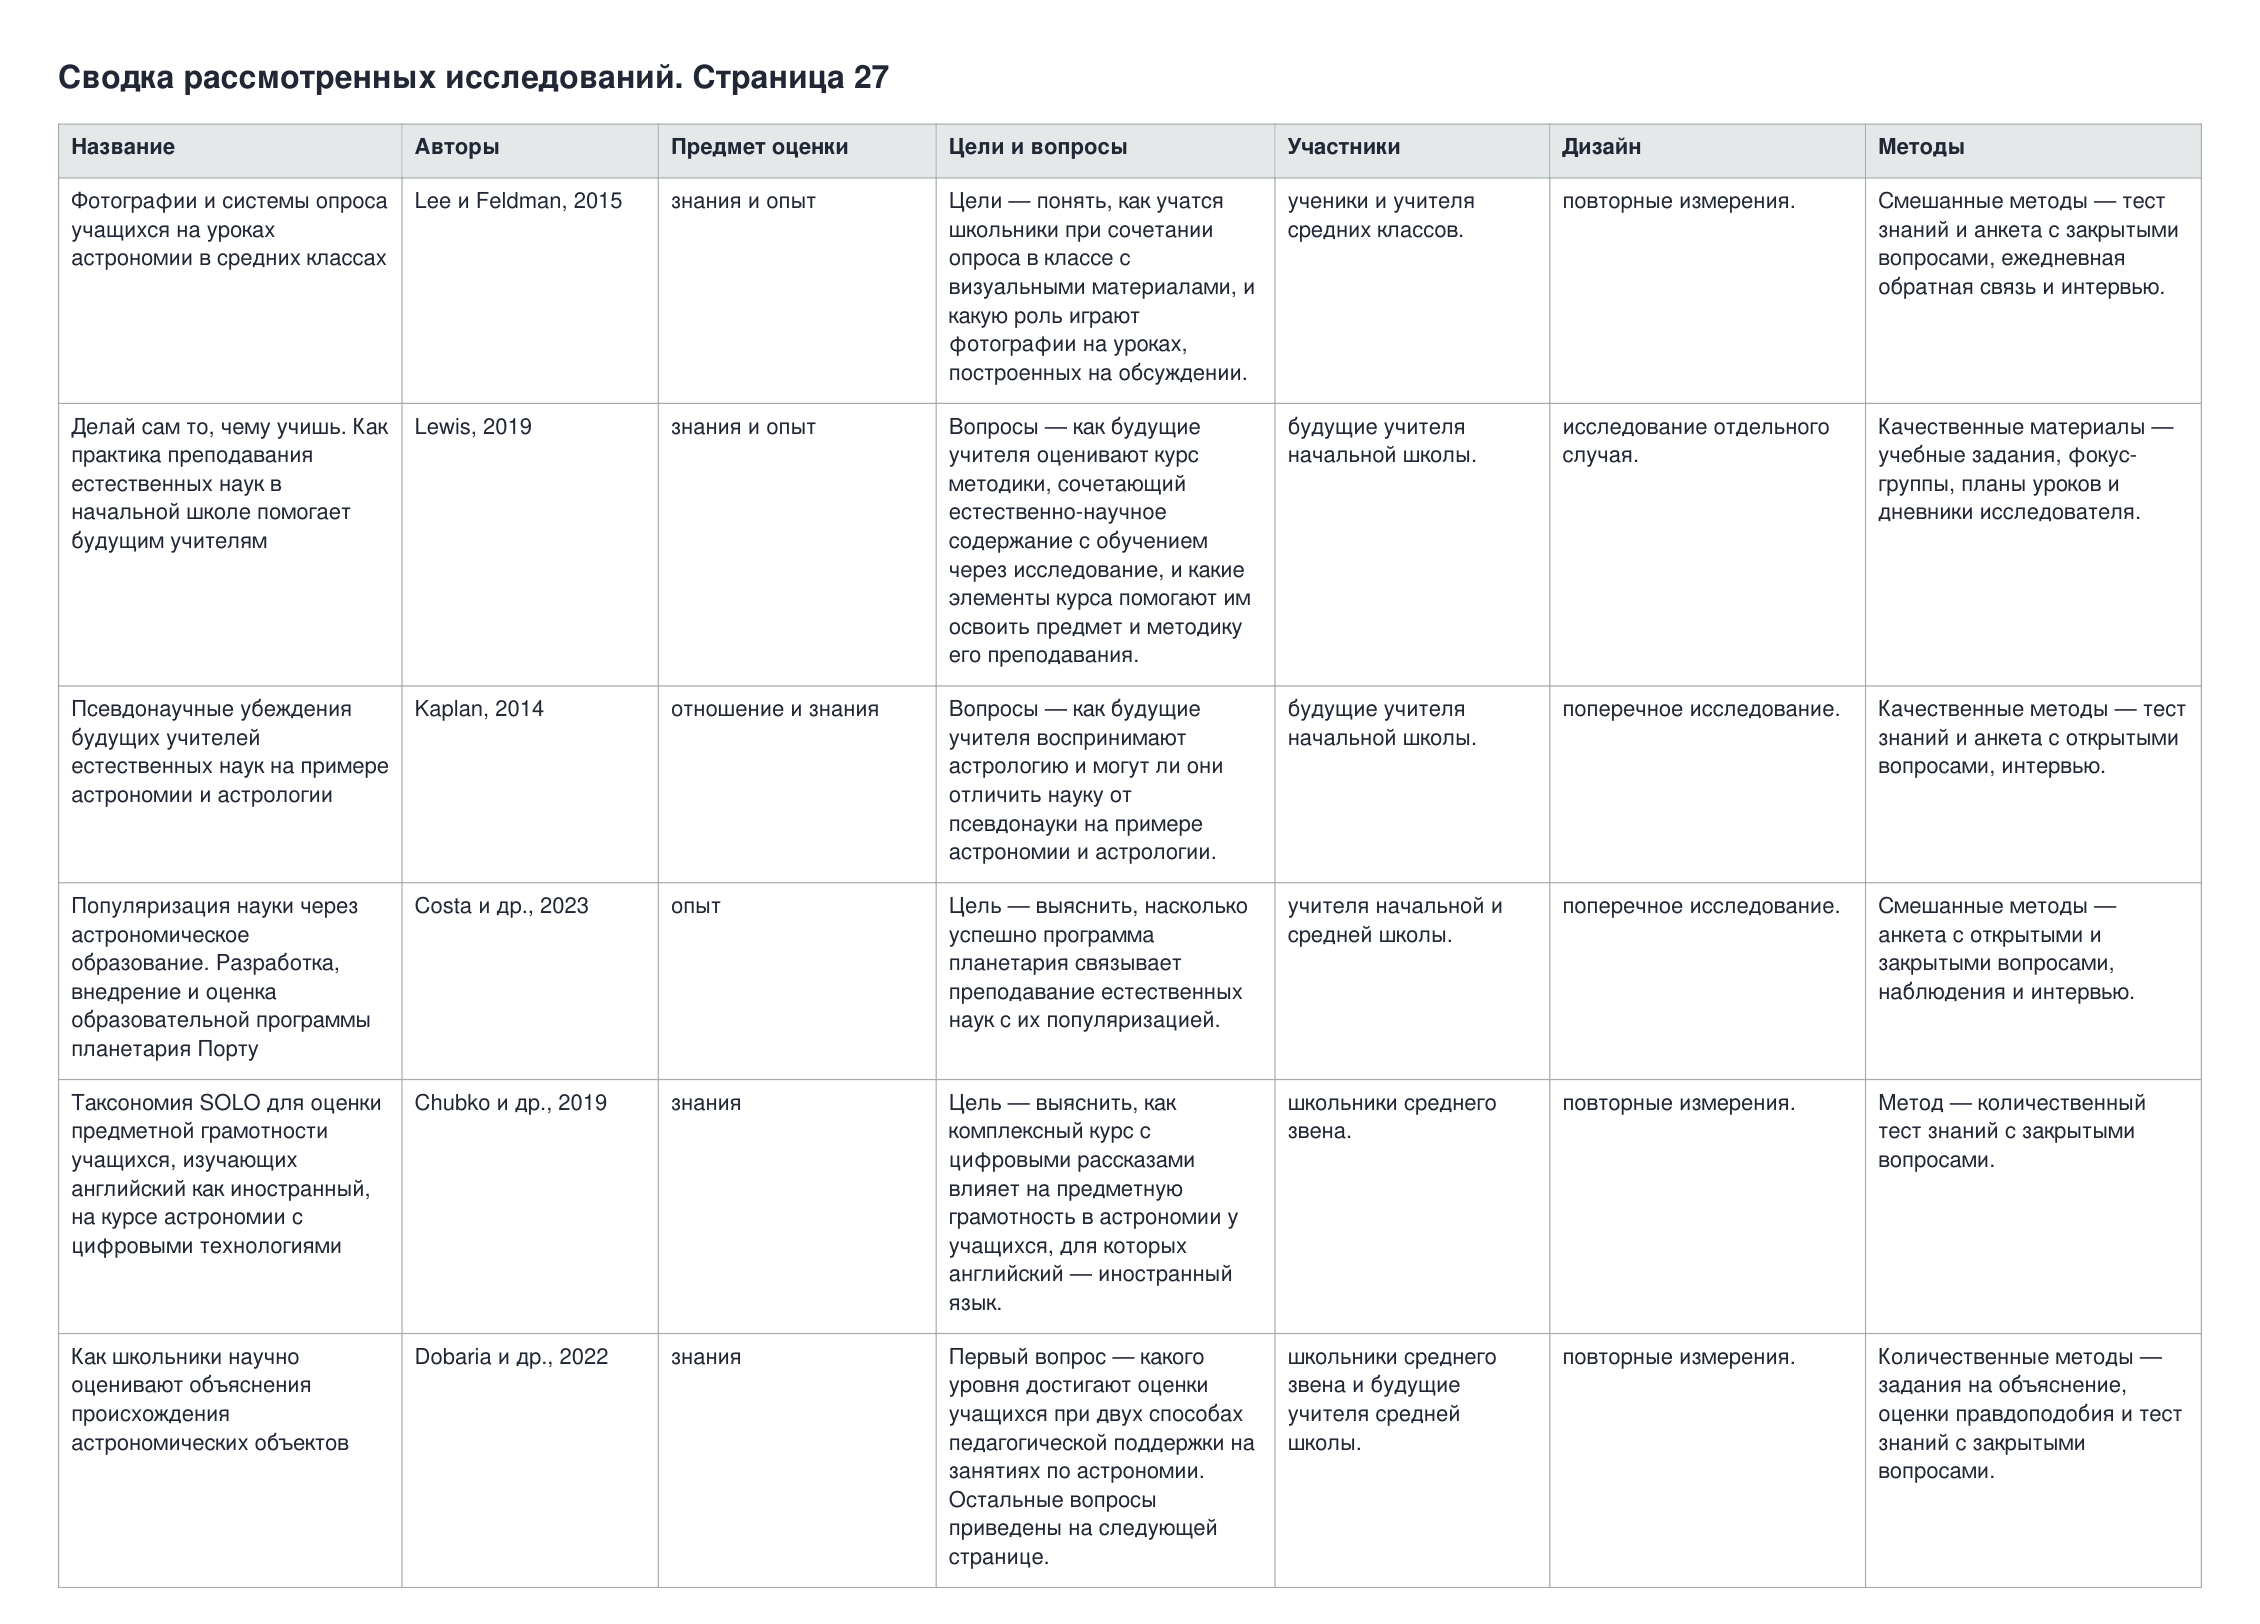 Сводка рассмотренных исследований. Страница 27
Название
Авторы
Предмет оценки
Цели и вопросы
Участники
Дизайн
Методы
Фотографии и системы опроса
учащихся на уроках
астрономии в средних классах
Lee и Feldman, 2015
знания и опыт
Цели — понять, как учатся
школьники при сочетании
опроса в классе с
визуальными материалами, и
какую роль играют
фотографии на уроках,
построенных на обсуждении.
ученики и учителя
средних классов.
повторные измерения.
Смешанные методы — тест
знаний и анкета с закрытыми
вопросами, ежедневная
обратная связь и интервью.
Делай сам то, чему учишь. Как
практика преподавания
естественных наук в
начальной школе помогает
будущим учителям
Lewis, 2019
знания и опыт
Вопросы — как будущие
учителя оценивают курс
методики, сочетающий
естественно-научное
содержание с обучением
через исследование, и какие
элементы курса помогают им
освоить предмет и методику
его преподавания.
будущие учителя
начальной школы.
исследование отдельного
случая.
Качественные материалы —
учебные задания, фокус-
группы, планы уроков и
дневники исследователя.
Псевдонаучные убеждения
будущих учителей
естественных наук на примере
астрономии и астрологии
Kaplan, 2014
отношение и знания
Вопросы — как будущие
учителя воспринимают
астрологию и могут ли они
отличить науку от
псевдонауки на примере
астрономии и астрологии.
будущие учителя
начальной школы.
поперечное исследование.
Качественные методы — тест
знаний и анкета с открытыми
вопросами, интервью.
Популяризация науки через
астрономическое
образование. Разработка,
внедрение и оценка
образовательной программы
планетария Порту
Costa и др., 2023
опыт
Цель — выяснить, насколько
успешно программа
планетария связывает
преподавание естественных
наук с их популяризацией.
учителя начальной и
средней школы.
поперечное исследование.
Смешанные методы —
анкета с открытыми и
закрытыми вопросами,
наблюдения и интервью.
Таксономия SOLO для оценки
предметной грамотности
учащихся, изучающих
английский как иностранный,
на курсе астрономии с
цифровыми технологиями
Chubko и др., 2019
знания
Цель — выяснить, как
комплексный курс с
цифровыми рассказами
влияет на предметную
грамотность в астрономии у
учащихся, для которых
английский — иностранный
язык.
школьники среднего
звена.
повторные измерения.
Метод — количественный
тест знаний с закрытыми
вопросами.
Как школьники научно
оценивают объяснения
происхождения
астрономических объектов
Dobaria и др., 2022
знания
Первый вопрос — какого
уровня достигают оценки
учащихся при двух способах
педагогической поддержки на
занятиях по астрономии.
Остальные вопросы
приведены на следующей
странице.
школьники среднего
звена и будущие
учителя средней
школы.
повторные измерения.
Количественные методы —
задания на объяснение,
оценки правдоподобия и тест
знаний с закрытыми
вопросами.